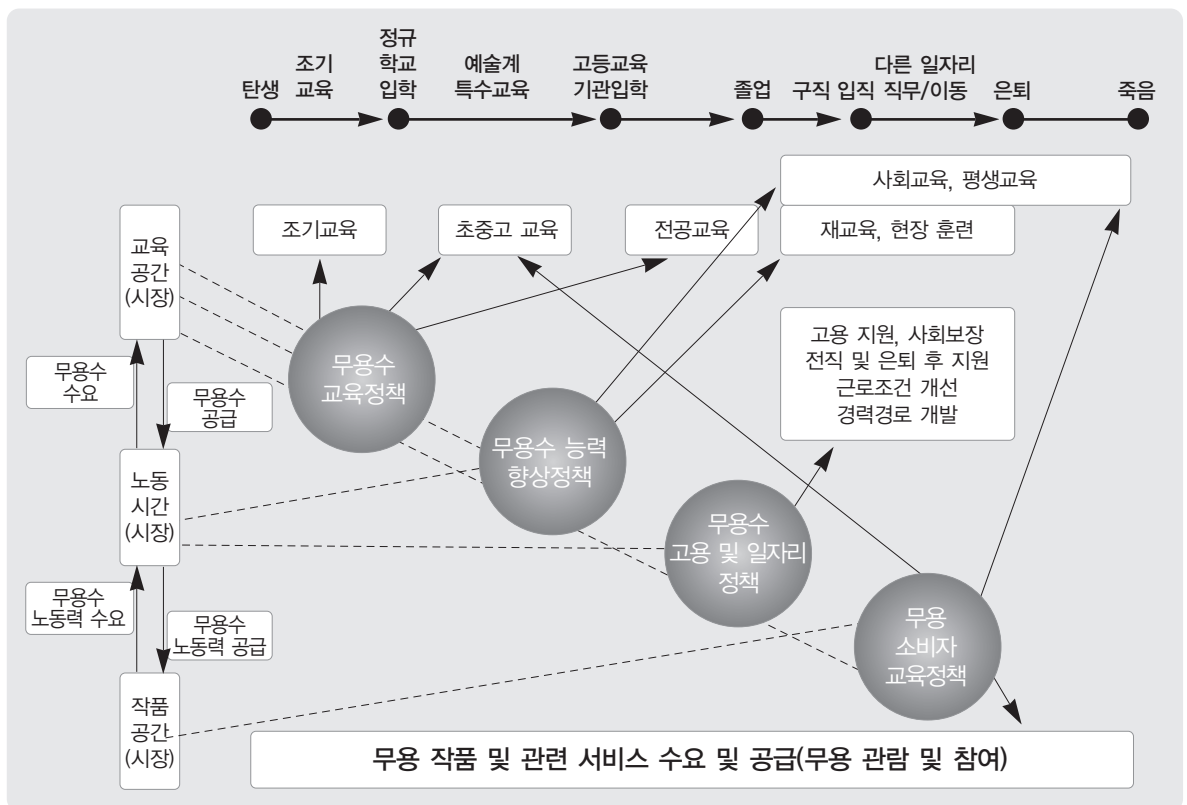 탄생
조기
교육
정규
학교
입학
예술계
특수교육
고등교육
기관입학
졸업
구직 입직
다른 일자리
직무/이동
은퇴
죽음
사회교육, 평생교육
조기교육
초중고 교육
전공교육
재교육, 현장 훈련
교육
공간
(시장)
무용수
수요
무용수
공급
무용수
교육정책
고용 지원, 사회보장
전직 및 은퇴 후 지원
근로조건 개선
경력경로 개발
무용수 능력
향상정책
노동
시간
(시장)
무용수
고용 및 일자리
정책
무용수
노동력 수요
무용수
노동력 공급
무용
소비자
교육정책
작품
공간
(시장)
무용 작품 및 관련 서비스 수요 및 공급(무용 관람 및 참여)